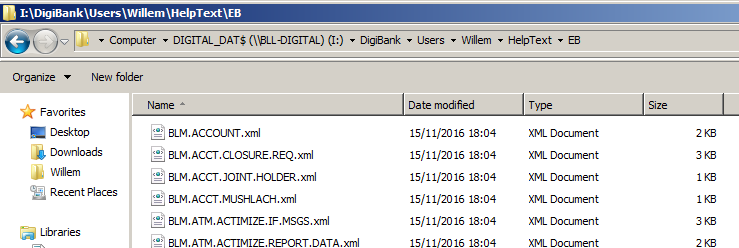 I:\DigiBank\Users\Willem\HelpText\EB
Computer DIGITAL_DAT$ (\\BLL-DIGITAL) (I:) DigiBank Users Willem HelpText EB
Organize New folder
Favorites
Desktop
Downloads
Willem
Recent Places
Libraries
Name Date modified Type Size
BLM.ACCOUNT.xml 15/11/2016 18:04 XML Document 2 KB
BLM.ACCT.CLOSURE.REQ.xml 15/11/2016 18:04 XML Document 3 KB
BLM.ACCT.JOINT.HOLDER.xml 15/11/2016 18:04 XML Document 1 KB
BLM.ACCT.MUSHLACH.xml 15/11/2016 18:04 XML Document 1 KB
BLM.ATM.ACTIMIZE.IF.MSGS.xml 15/11/2016 18:04 XML Document 3 KB
BLM.ATM.ACTIMIZE.REPORT.DATA.xml 15/11/2016 18:04 XML Document 2 KB